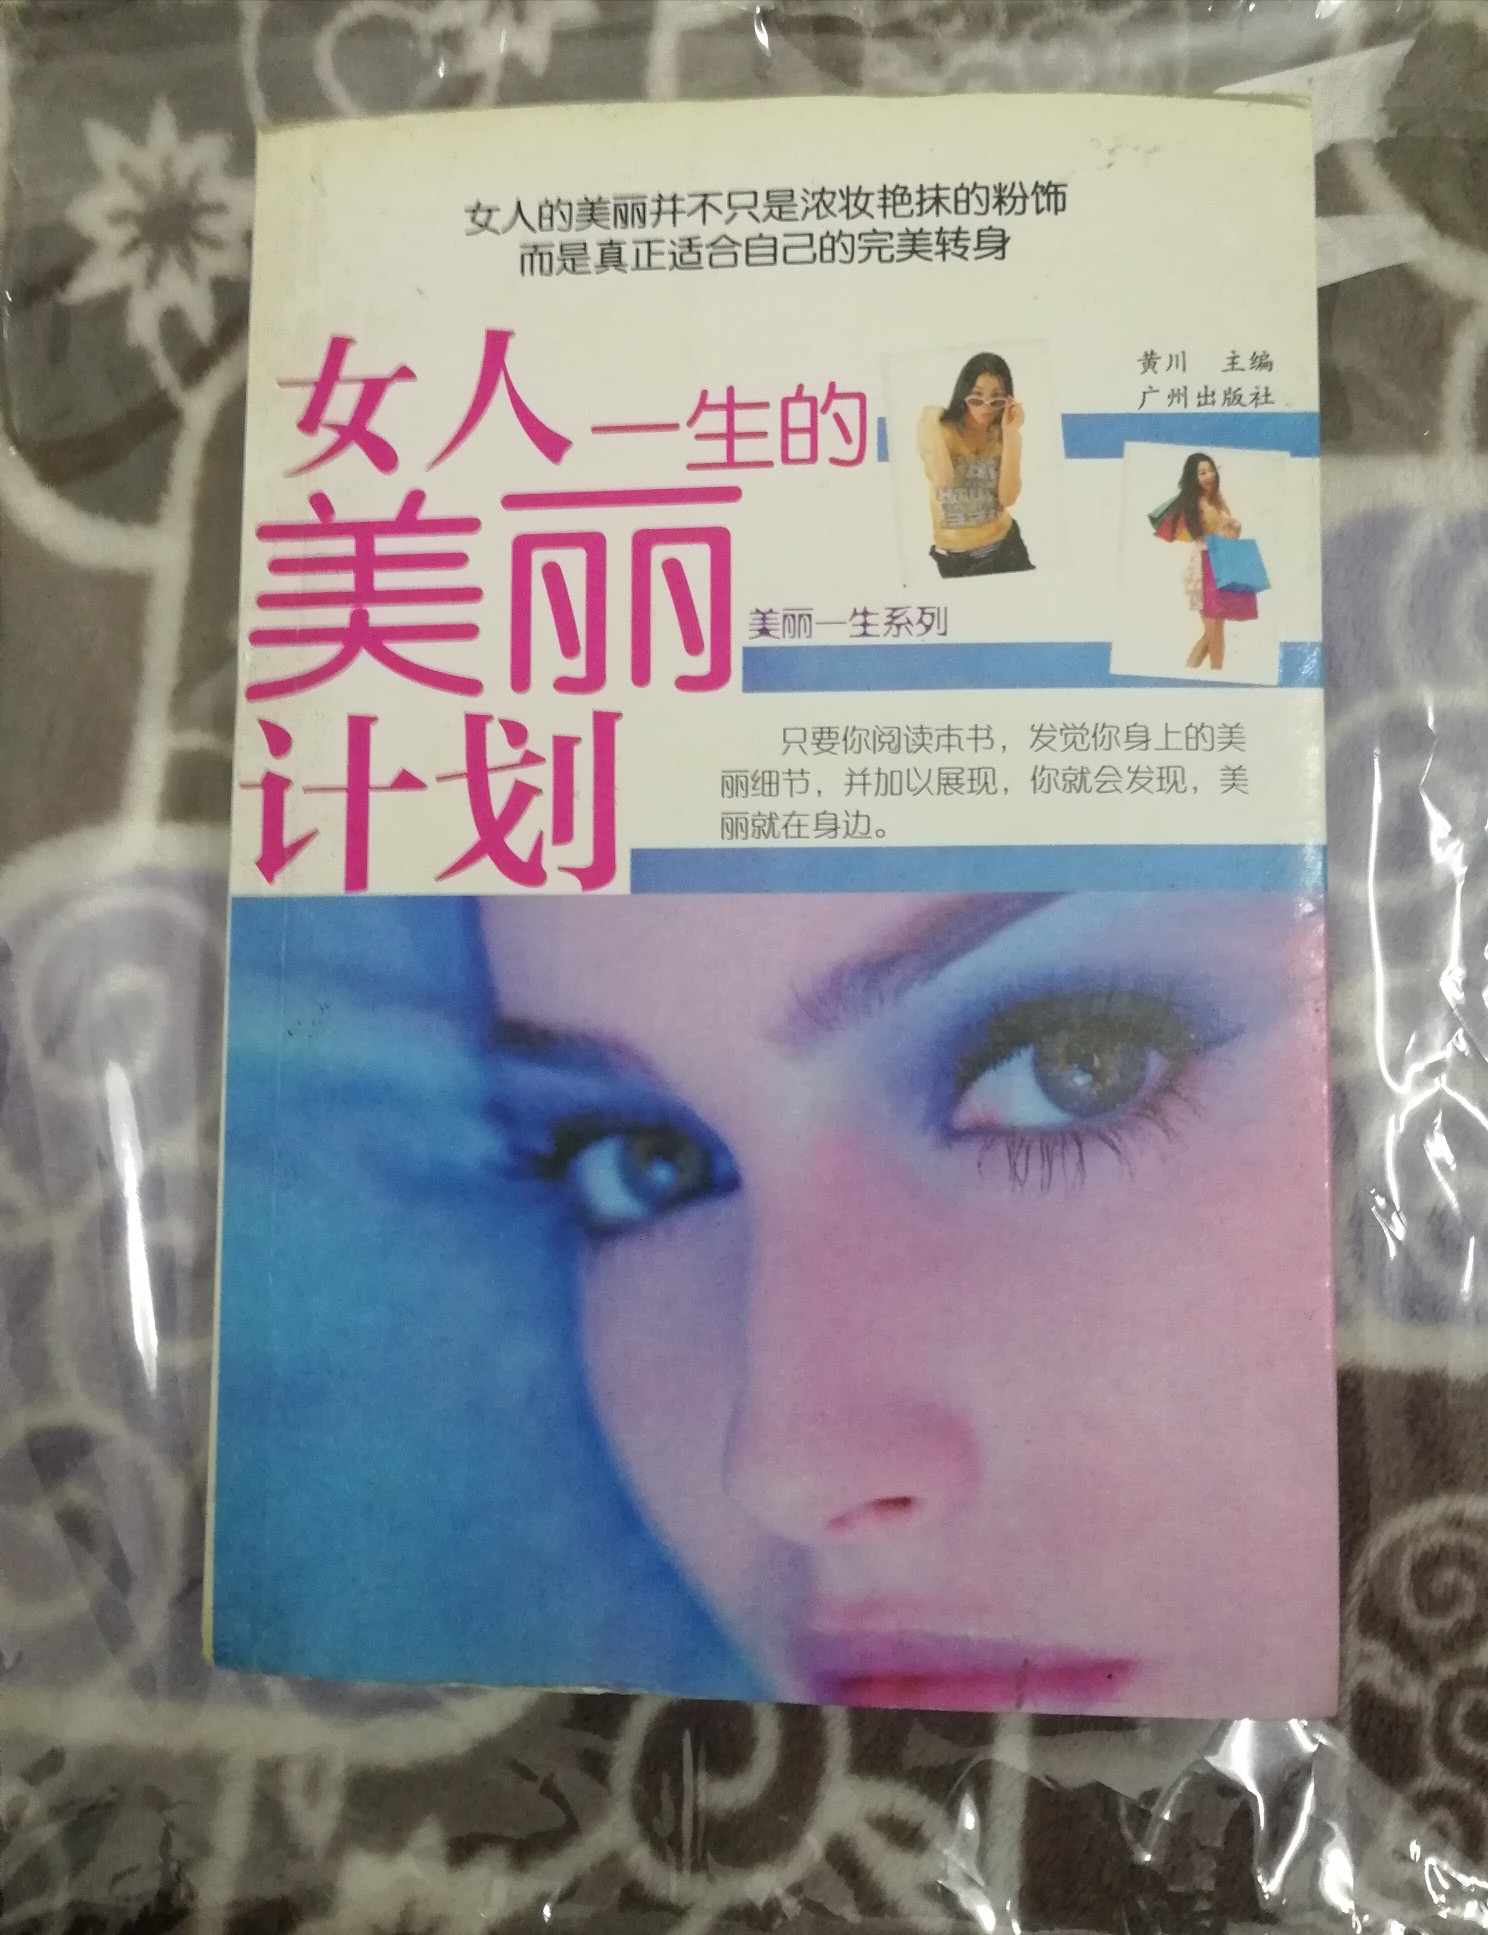 女人的美丽并不只是浓妆艳抹的粉饰
而是真正适合自己的完美转身
黄川 主编
广州出版社
女人一生的
美丽
计划
美丽一生系列
只要你阅读本书，发觉你身上的美
丽细节，并加以展现，你就会发现，美
丽就在身边。